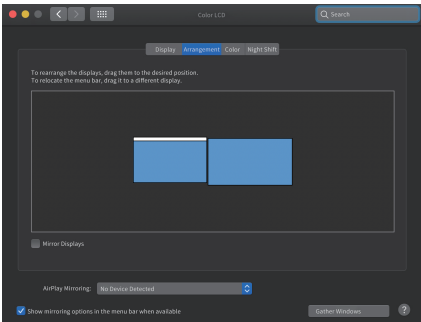 Color LCD
Search
Display Arrangement Color Night Shift
To rearrange the displays, drag them to the desired position.
To relocate the menu bar, drag it to a different display.
Mirror Displays
AirPlay Mirroring: No Device Detected
Show mirroring options in the menu bar when available
Gather Windows
?